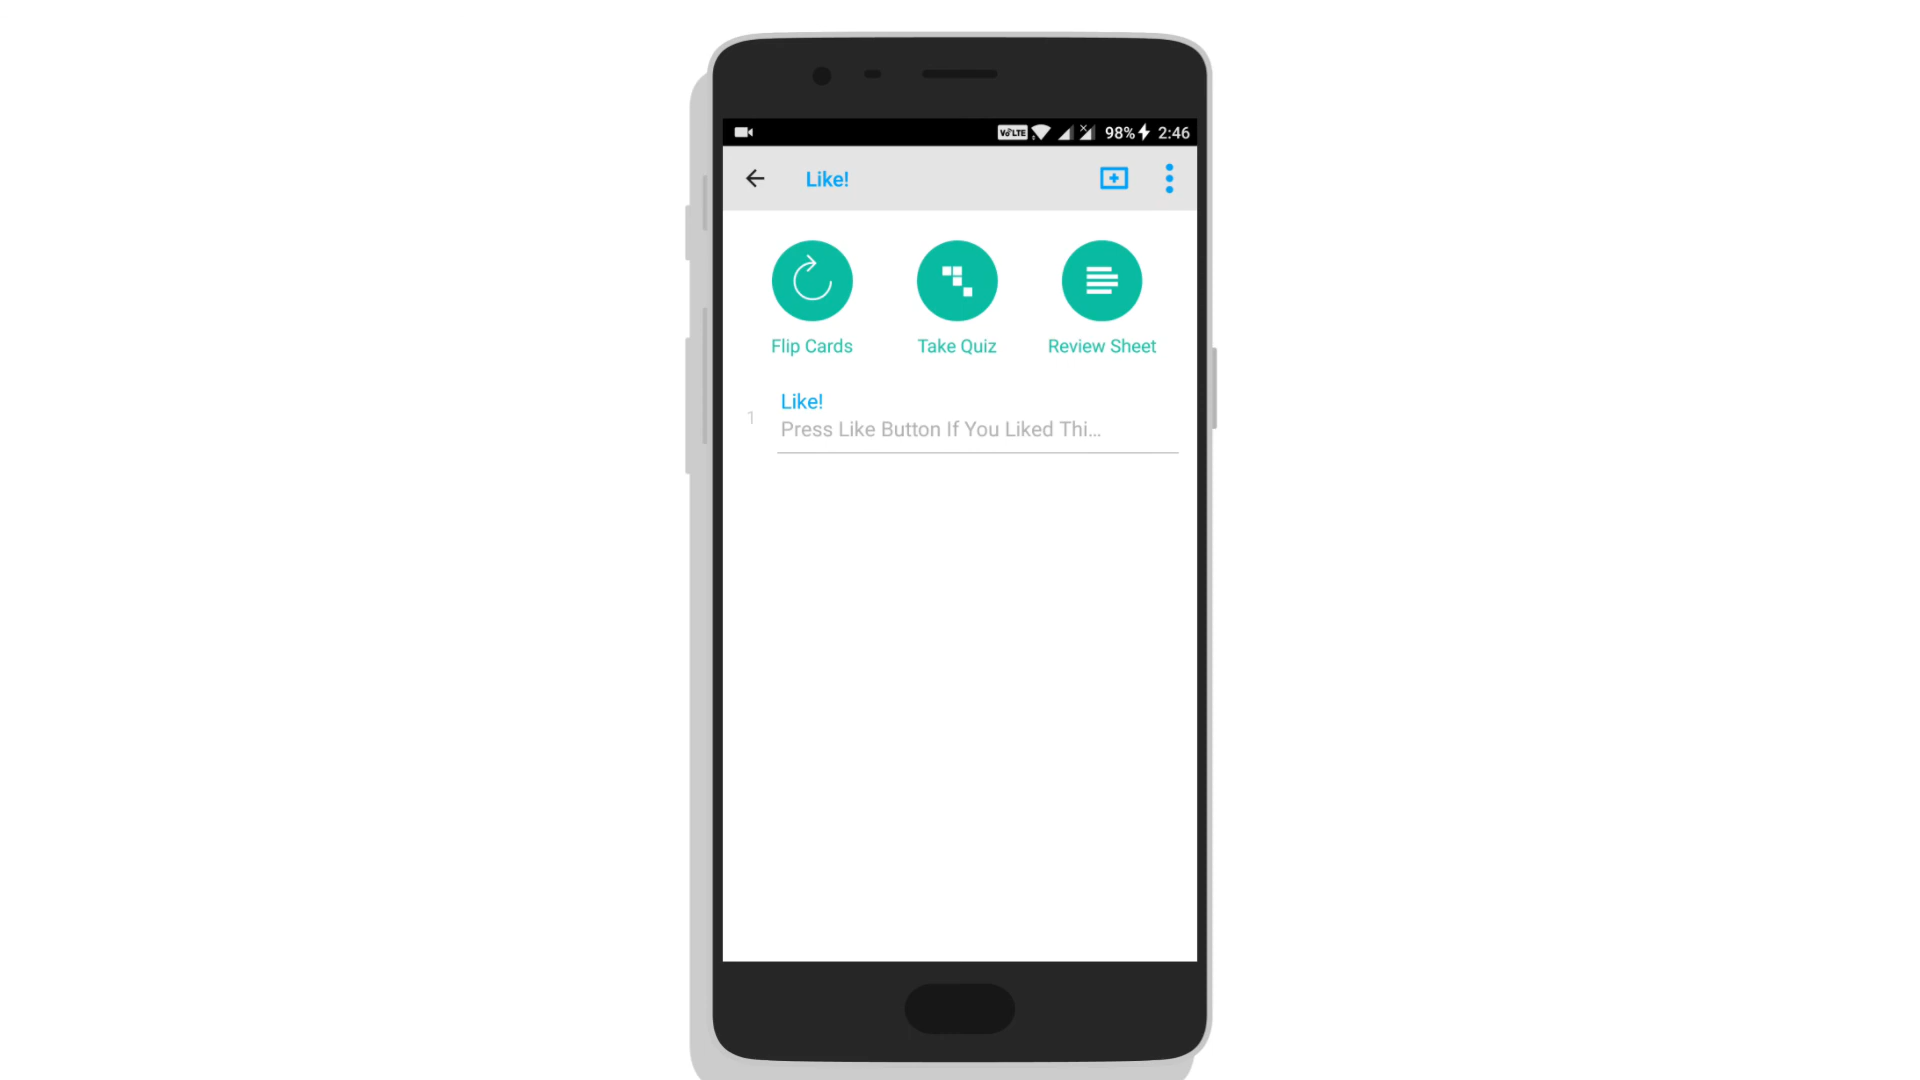 VoLTE 98% 2:46
Like!
Flip Cards Take Quiz Review Sheet
1 Like!
Press Like Button If You Liked Thi...